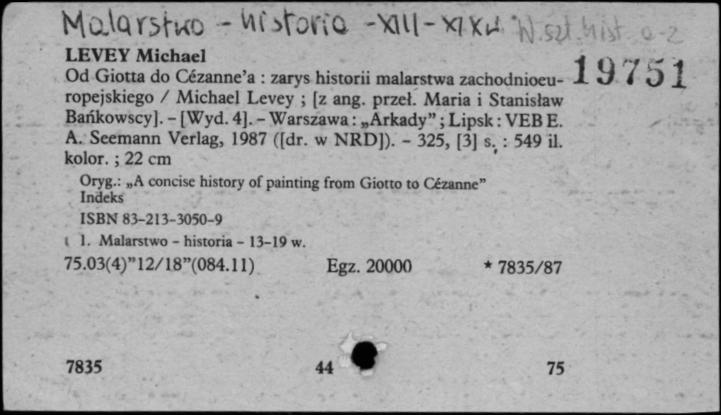 Malarstwo - historia - XIII - XIX w W.szt.hist. a-z
LEVEY Michael
19751
Od Giotta do Cézanne'a : zarys historii malarstwa zachodnioeu-
ropejskiego / Michael Levey ; [z ang. przeł. Maria i Stanisław
Bańkowscy]. – [Wyd. 4]. – Warszawa : „Arkady” ; Lipsk : VEB E.
A. Seemann Verlag, 1987 ([dr. w NRD]). – 325, [3] s. : 549 il.
kolor. ; 22 cm
Oryg.: „A concise history of painting from Giotto to Cézanne”
Indeks
ISBN 83-213-3050-9
1. Malarstwo – historia – 13-19 w.
75.03(4)”12/18”(084.11) Egz. 20000 * 7835/87
7835 44 75